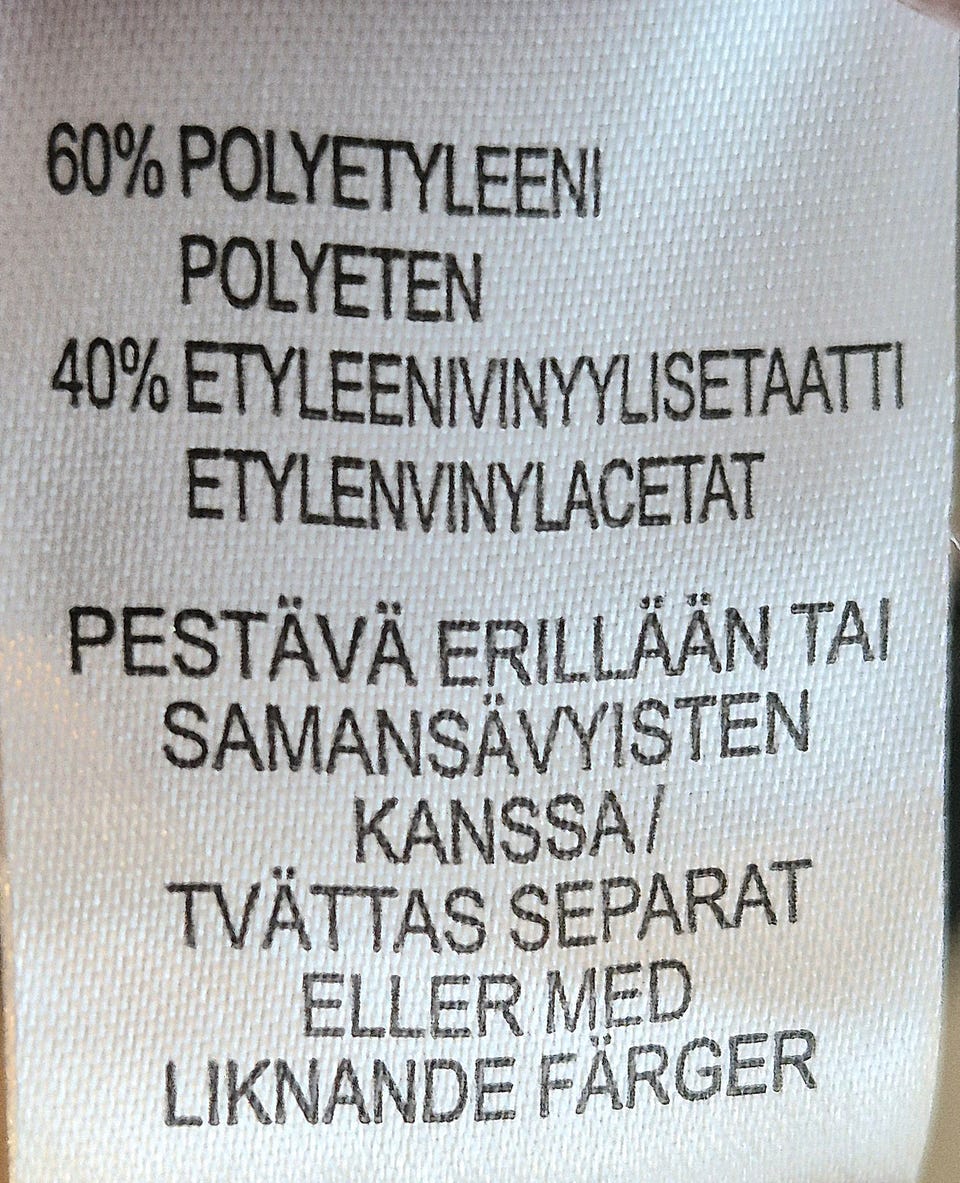 60% POLYETYLEENI
POLYETEN
40% ETYLEENIVINYYLISETAATTI
ETYLENVINYLACETAT
PESTÄVÄ ERILLÄÄN TAI
SAMANSÄVYISTEN
KANSSA/
TVÄTTAS SEPARAT
ELLER MED
LIKNANDE FÄRGER